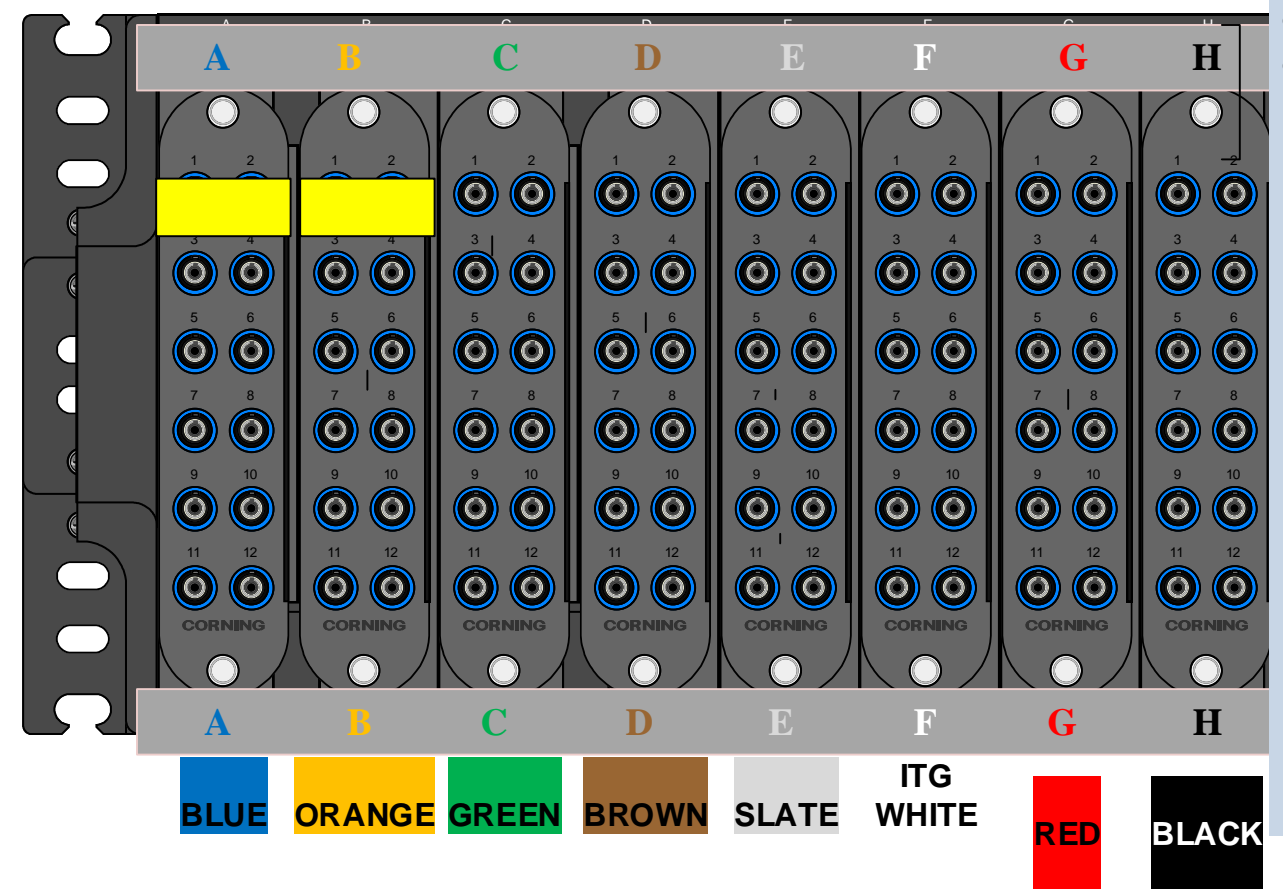 A B C D E F G H
A B C D E F G H
1 2 1 2 1 2 1 2 1 2 1 2 1 2 1 2
3 4 3 4 3 4 3 4 3 4 3 4 3 4 3 4
5 6 5 6 5 6 5 6 5 6 5 6 5 6 5 6
7 8 7 8 7 8 7 8 7 8 7 8 7 8 7 8
9 10 9 10 9 10 9 10 9 10 9 10 9 10 9 10
11 12 11 12 11 12 11 12 11 12 11 12 11 12 11 12
CORNING CORNING CORNING CORNING CORNING CORNING CORNING CORNING
A B C D E F G H
BLUE ORANGE GREEN BROWN SLATE ITG WHITE RED BLACK